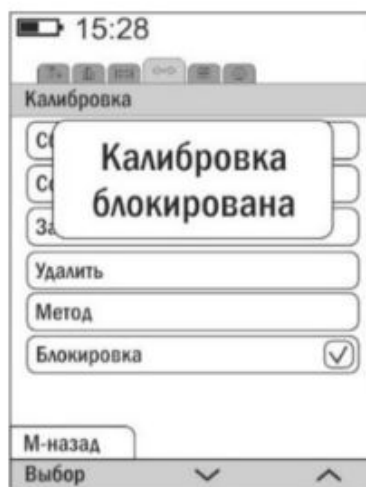 15:28
Калибровка
Калибровка
блокирована
Удалить
Метод
Блокировка
М-назад
Выбор